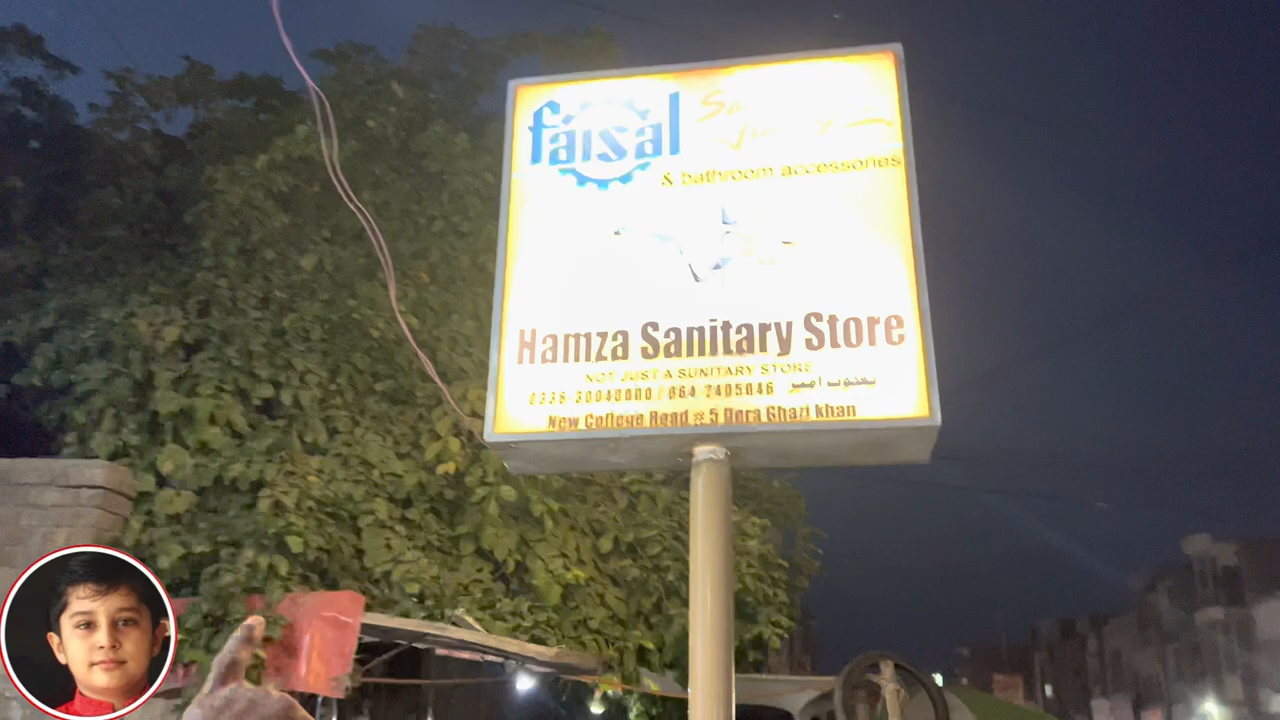 faisal
& bathroom accessories
Hamza Sanitary Store
NOT JUST A SUNITARY STORE
064 2405046
New College Road # 5 Dera Ghazi khan